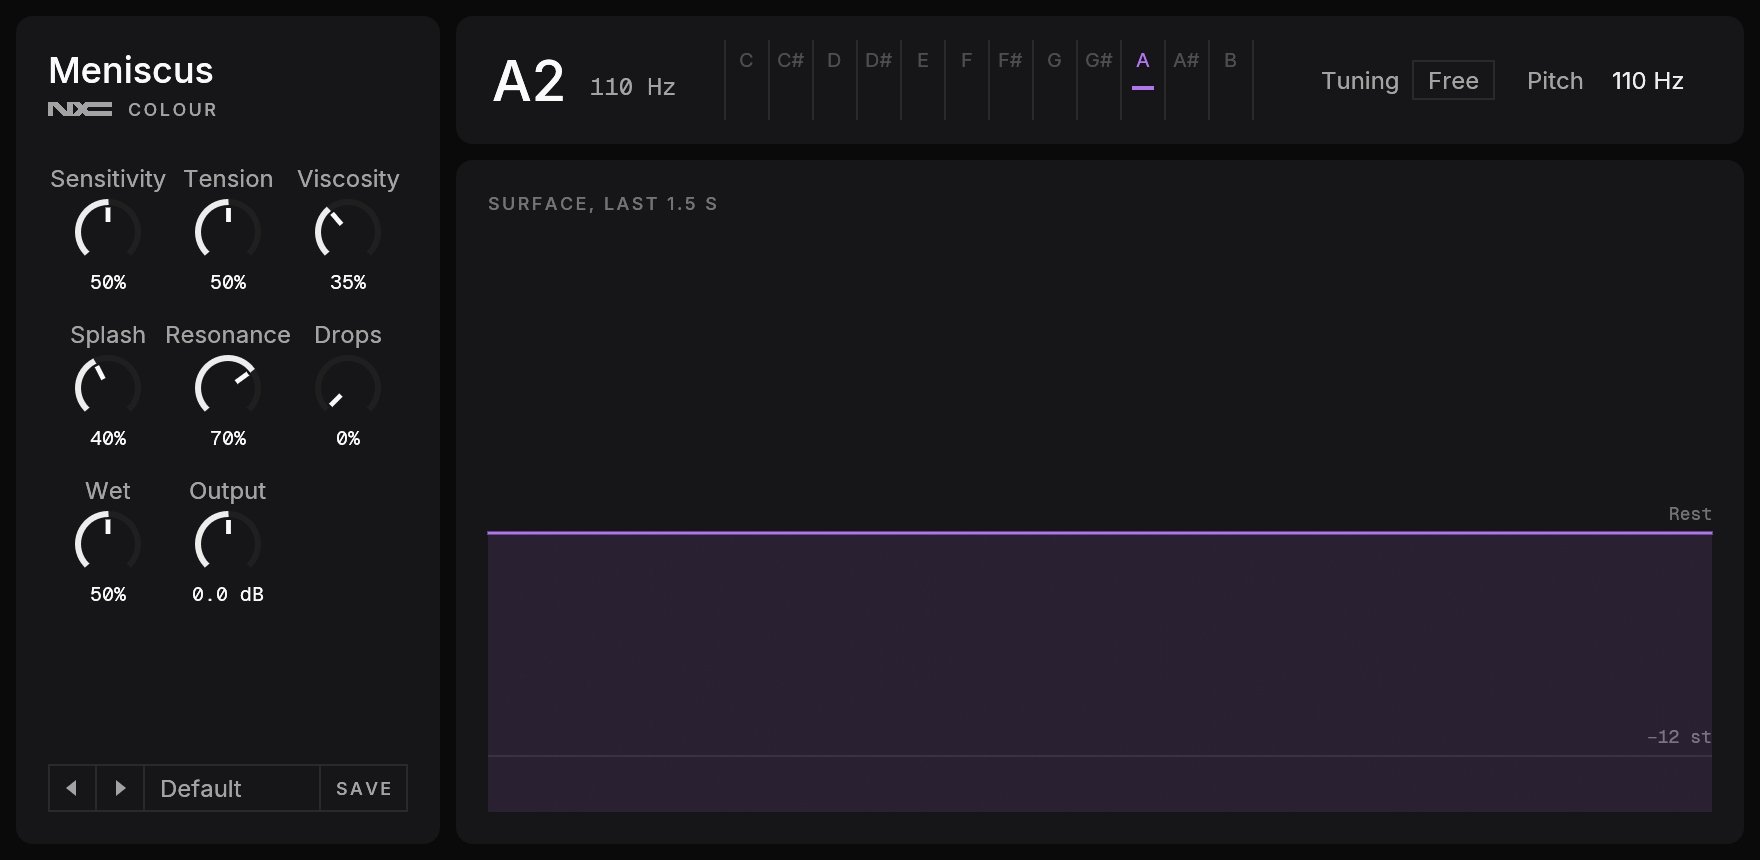 Meniscus
NXC COLOUR
Sensitivity Tension Viscosity
50% 50% 35%
Splash Resonance Drops
40% 70% 0%
Wet Output
50% 0.0 dB
Default SAVE
A2 110 Hz
C C# D D# E F F# G G# A A# B
Tuning Free Pitch 110 Hz
SURFACE, LAST 1.5 S
Rest
−12 st